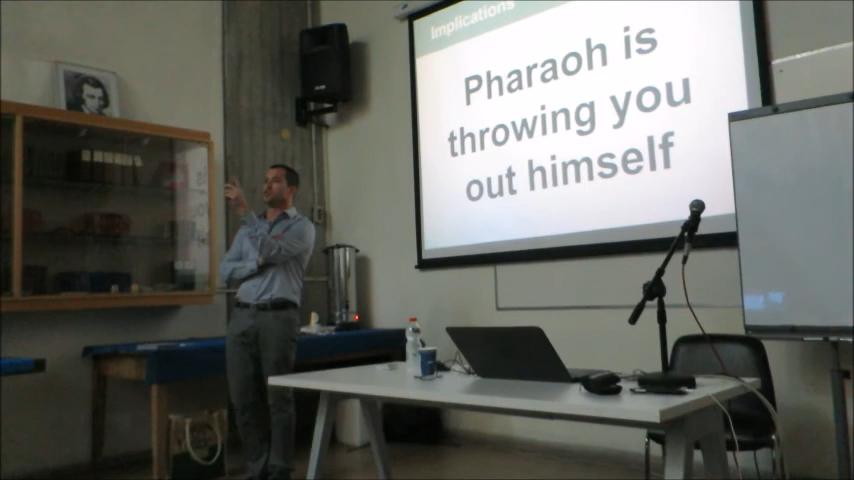 Implications
Pharaoh is
throwing you
out himself